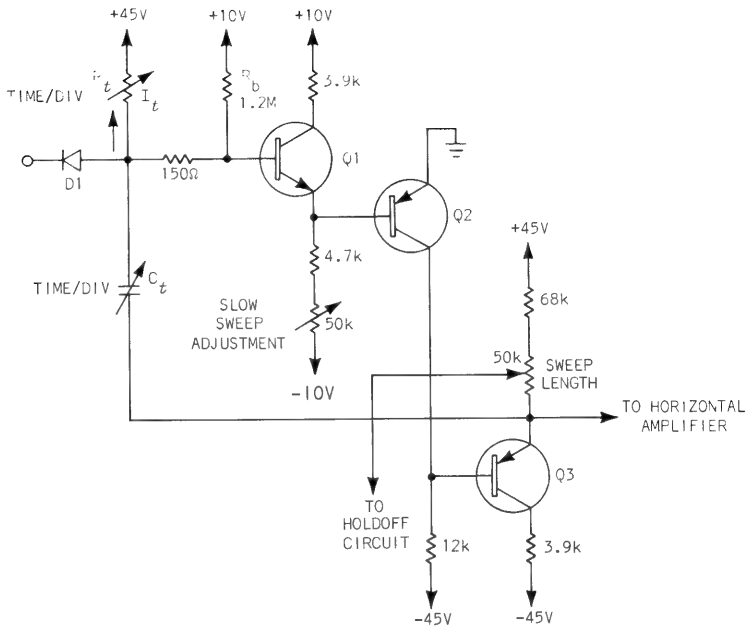 +45V
+10V
+10V
TIME/DIV
t
I t
R b
1.2M
3.9k
Q1
D1
150Ω
Q2
4.7k
TIME/DIV
C t
SLOW
SWEEP
ADJUSTMENT
50k
-10V
+45V
68k
50k
SWEEP
LENGTH
TO HORIZONTAL
AMPLIFIER
Q3
TO
HOLDOFF
CIRCUIT
12k
3.9k
-45V
-45V